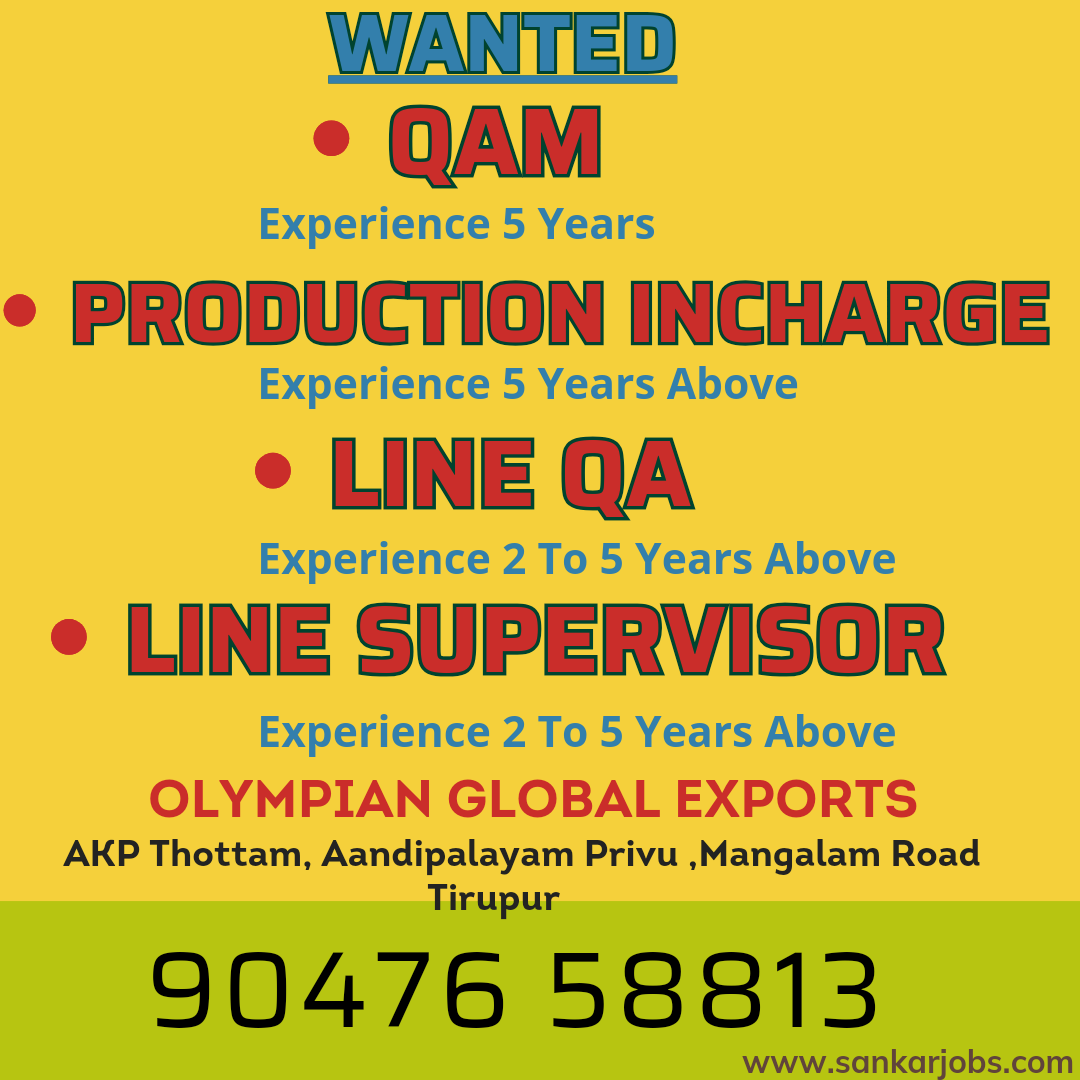 WANTED
• QAM
Experience 5 Years
• PRODUCTION INCHARGE
Experience 5 Years Above
• LINE QA
Experience 2 To 5 Years Above
• LINE SUPERVISOR
Experience 2 To 5 Years Above
OLYMPIAN GLOBAL EXPORTS
AKP Thottam, Aandipalayam Privu ,Mangalam Road
Tirupur
90476 58813
www.sankarjobs.com